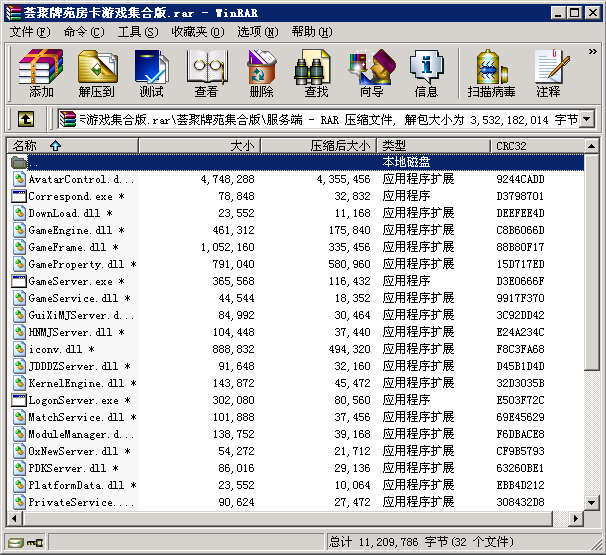 荟聚牌苑房卡游戏集合版.rar - WinRAR
文件(F) 命令(C) 工具(S) 收藏夹(O) 选项(N) 帮助(H)
添加 解压到 测试 查看 删除 查找 向导 信息 扫描病毒 注释 »
游戏集合版.rar\荟聚牌苑集合版\服务端 - RAR 压缩文件, 解包大小为 3,532,182,014 字节
名称 大小 压缩后大小 类型 CRC32
.. 本地磁盘
AvatarControl.d... 4,748,288 4,355,456 应用程序扩展 9244CADD
Correspond.exe * 78,848 32,832 应用程序 D3798701
DownLoad.dll * 23,552 11,168 应用程序扩展 DEEFEE4D
GameEngine.dll * 461,312 175,840 应用程序扩展 C8B6066D
GameFrame.dll * 1,052,160 335,456 应用程序扩展 88B80F17
GameProperty.dll * 791,040 580,960 应用程序扩展 15D717ED
GameServer.exe * 365,568 116,432 应用程序 D3E0666F
GameService.dll * 44,544 18,352 应用程序扩展 9917F370
GuiXiMJServer.d... 84,992 30,464 应用程序扩展 3C92DD42
HNMJServer.dll * 104,448 37,440 应用程序扩展 E24A234C
iconv.dll * 888,832 494,320 应用程序扩展 F8C3FA68
JDDDZServer.dll * 91,648 32,160 应用程序扩展 D45B1D4D
KernelEngine.dll * 143,872 45,472 应用程序扩展 32D3035B
LogonServer.exe * 302,080 80,560 应用程序 E503F72C
MatchService.dll * 101,888 37,456 应用程序扩展 69E45629
ModuleManager.d... 138,752 39,168 应用程序扩展 F6DBACE8
OxNewServer.dll * 54,272 21,712 应用程序扩展 CF9B5793
PDKServer.dll * 86,016 29,136 应用程序扩展 63260BE1
PlatformData.dll * 23,552 10,064 应用程序扩展 EBB4D212
PrivateService.... 90,624 27,472 应用程序扩展 308432D8
总计 11,209,786 字节(32 个文件)